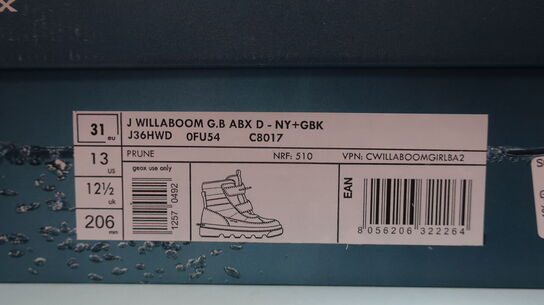 X
31 eu
J WILLABOOM G.B ABX D - NY+GBK
J36HWD 0FU54 C8017
13 us
PRUNE NRF: 510 VPN: CWILLABOOMGIRLBA2
geox use only
12½ uk
1257 0492
EAN
206 mm
8 056206 322264